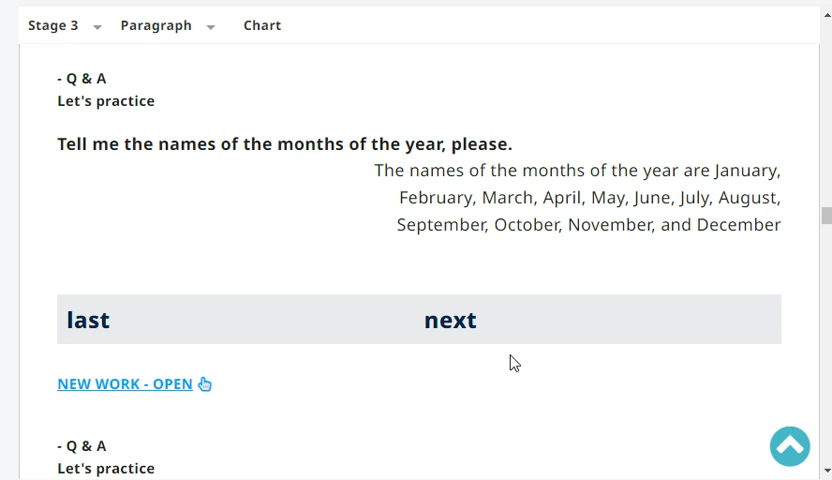 Stage 3 Paragraph Chart
- Q & A
Let's practice
Tell me the names of the months of the year, please.
The names of the months of the year are January,
February, March, April, May, June, July, August,
September, October, November, and December
last next
NEW WORK - OPEN
- Q & A
Let's practice